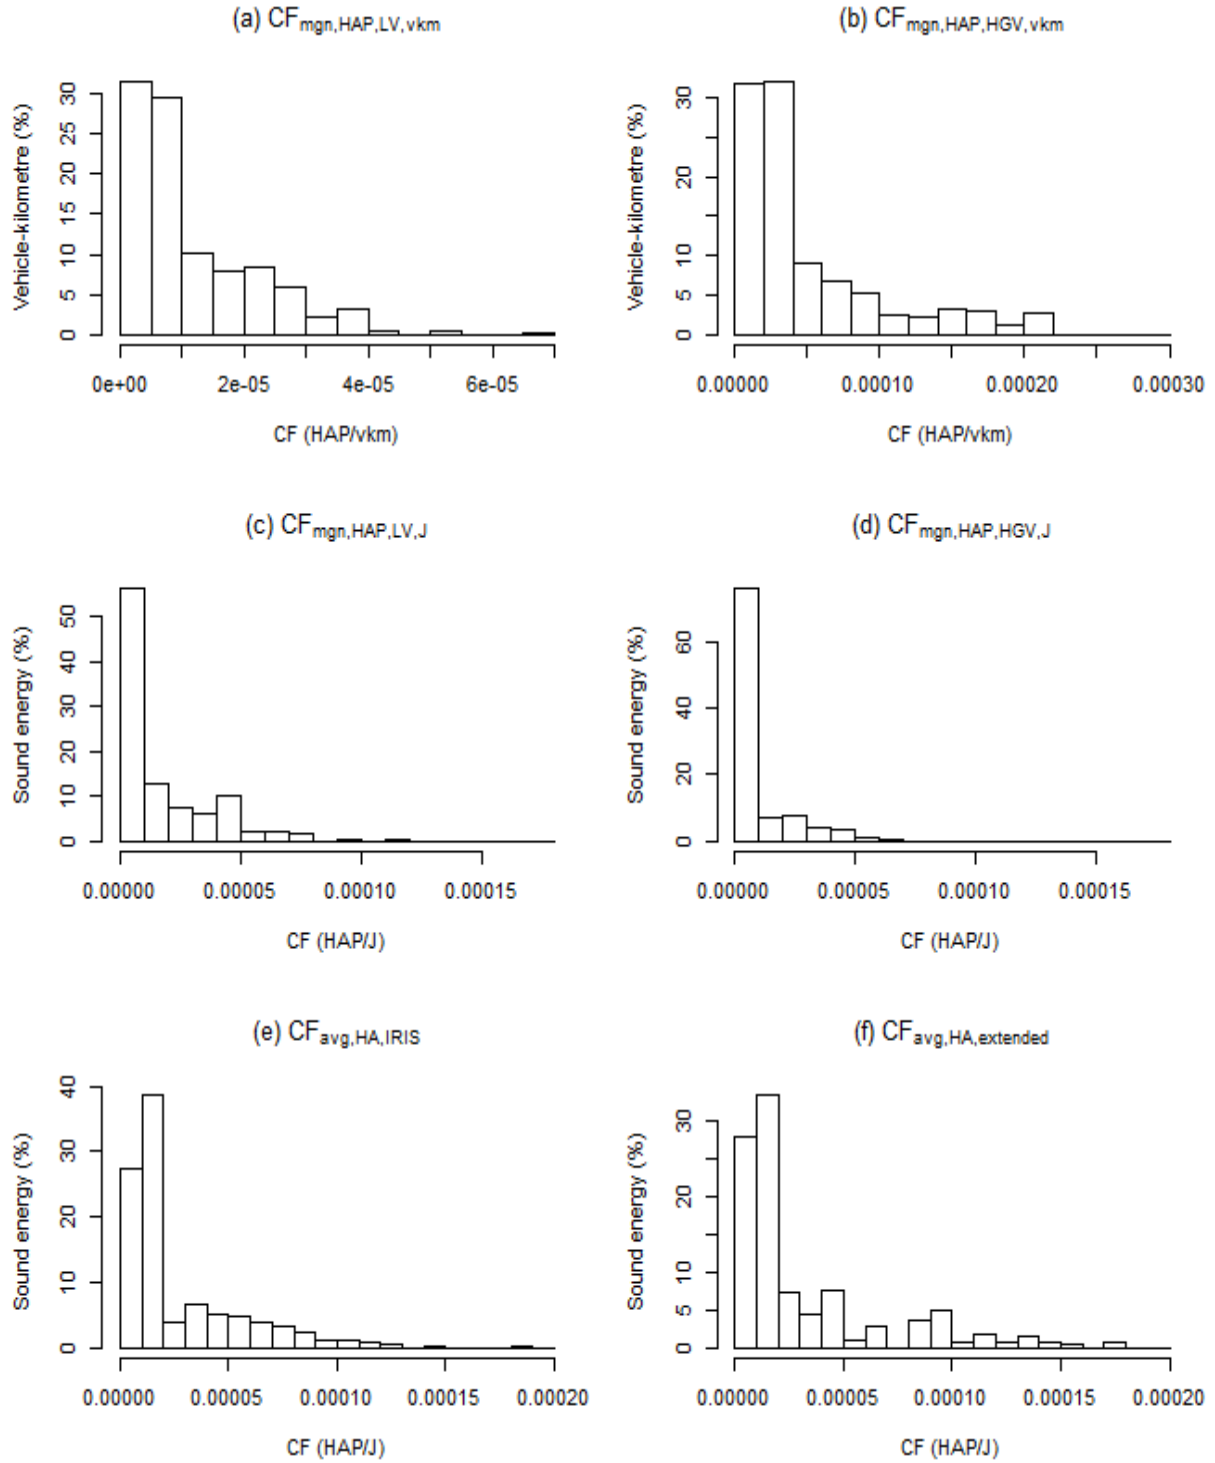 (a) CFmgn,HAP,LV,vkm
Vehicle-kilometre (%)
0 5 10 15 20 25 30
0e+00 2e-05 4e-05 6e-05
CF (HAP/vkm)
(b) CFmgn,HAP,HGV,vkm
Vehicle-kilometre (%)
0 5 10 20 30
0.00000 0.00010 0.00020 0.00030
CF (HAP/vkm)
(c) CFmgn,HAP,LV,J
Sound energy (%)
0 10 20 30 40 50
0.00000 0.00005 0.00010 0.00015
CF (HAP/J)
(d) CFmgn,HAP,HGV,J
Sound energy (%)
0 20 40 60
0.00000 0.00005 0.00010 0.00015
CF (HAP/J)
(e) CFavg,HA,IRIS
Sound energy (%)
0 10 20 30 40
0.00000 0.00005 0.00010 0.00020
CF (HAP/J)
(f) CFavg,HA,extended
Sound energy (%)
0 5 10 20 30
0.00000 0.00005 0.00010 0.00015 0.00020
CF (HAP/J)